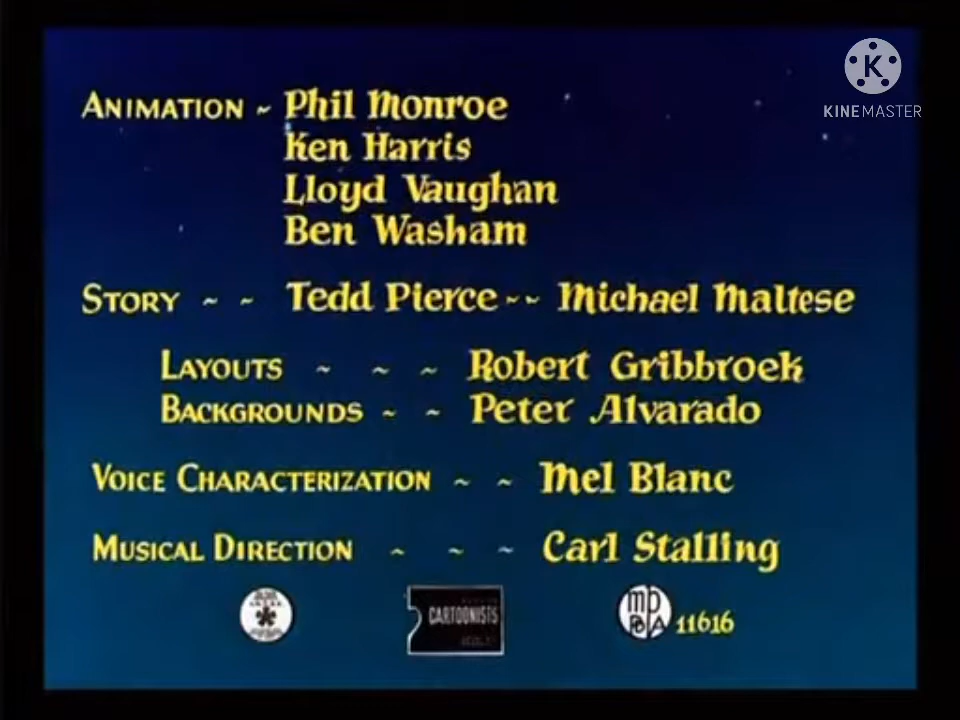 K
KINEMASTER
ANIMATION ~ Phil Monroe
Ken Harris
Lloyd Vaughan
Ben Washam
STORY ~ ~ Tedd Pierce ~~ Michael Maltese
LAYOUTS ~ ~ ~ Robert Gribbroek
BACKGROUNDS ~ ~ Peter Alvarado
VOICE CHARACTERIZATION ~ ~ Mel Blanc
MUSICAL DIRECTION ~ ~ ~ Carl Stalling
CARTOONISTS
MPPDA 11616